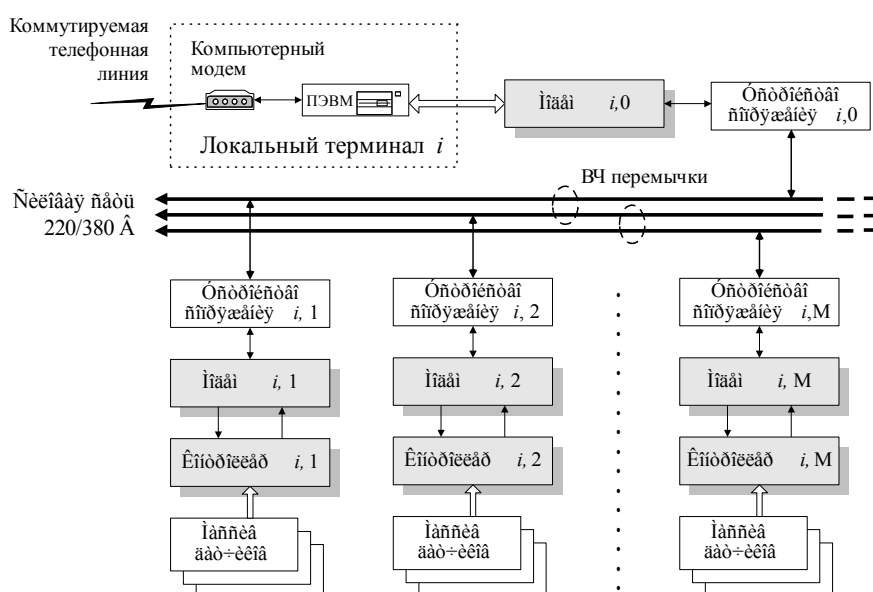 Коммутируемая
телефонная
линия
Компьютерный
модем
ПЭВМ
Локальный терминал i
Ìîäåì i,0
Óñòðîéñòâî
ñîïðÿæåíèÿ i,0
ВЧ перемычки
Ñèëîâàÿ ñåòü
220/380 Â
Óñòðîéñòâî
ñîïðÿæåíèÿ i, 1
Óñòðîéñòâî
ñîïðÿæåíèÿ i, 2
Óñòðîéñòâî
ñîïðÿæåíèÿ i,M
Ìîäåì i, 1
Ìîäåì i, 2
Ìîäåì i, M
Êîíòðîëëåð i, 1
Êîíòðîëëåð i, 2
Êîíòðîëëåð i, M
Ìàññèâ
äàò÷èêîâ
Ìàññèâ
äàò÷èêîâ
Ìàññèâ
äàò÷èêîâ